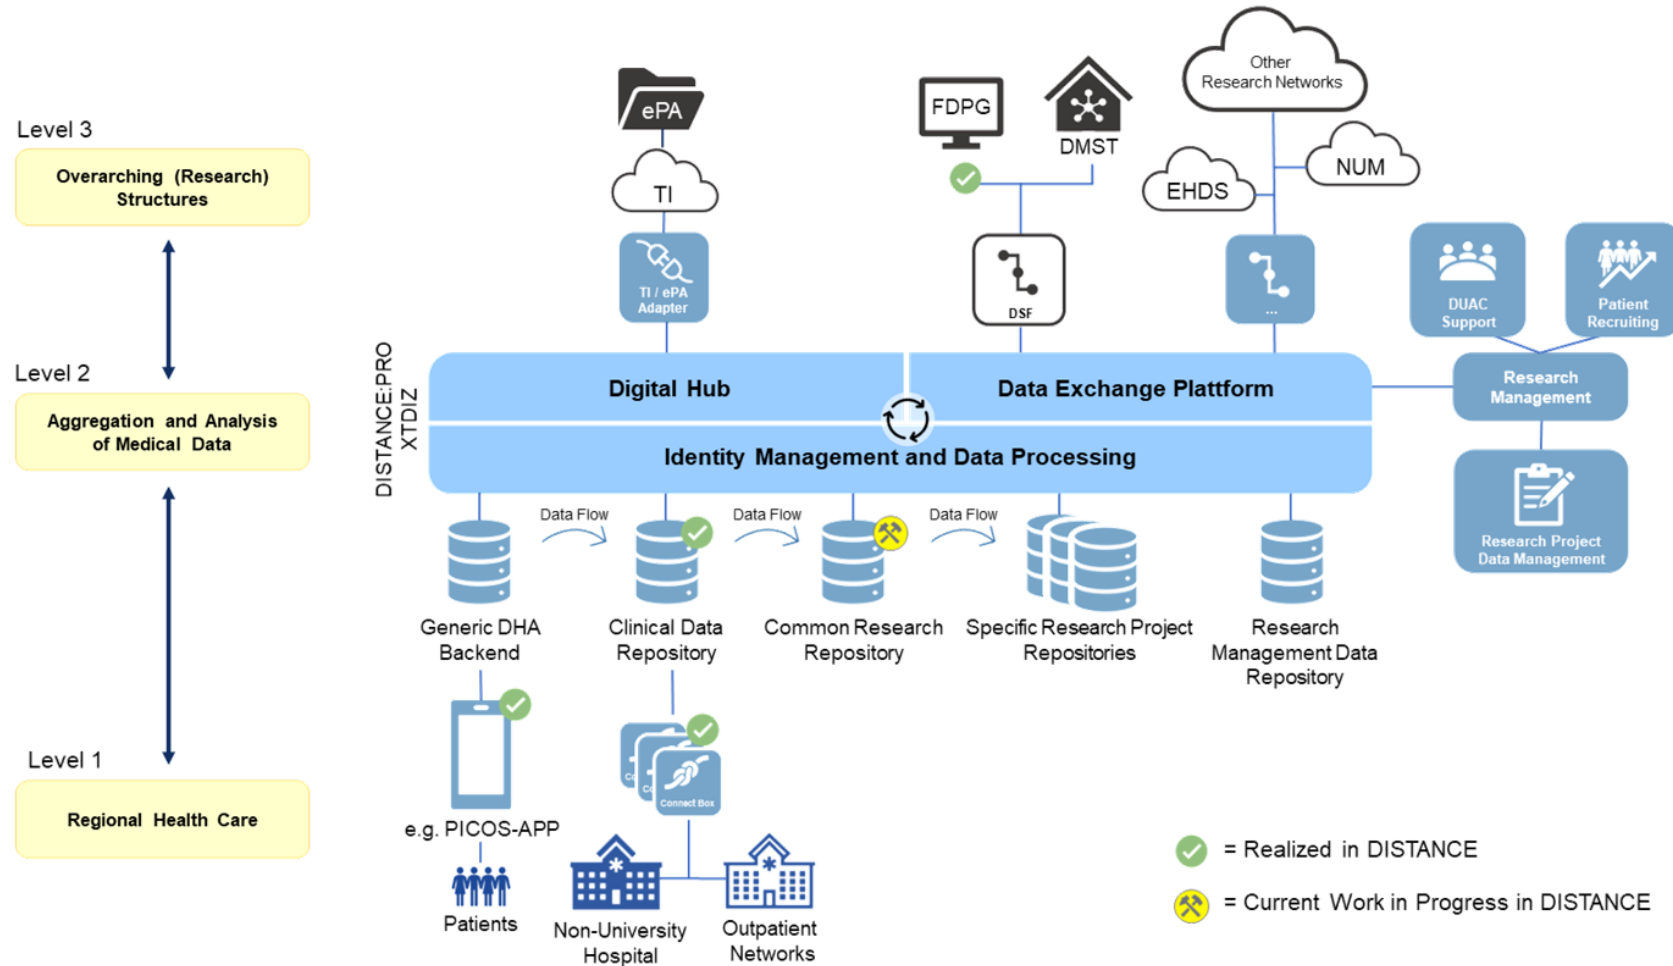 Level 3
Overarching (Research)
Structures
Level 2
Aggregation and Analysis
of Medical Data
Level 1
Regional Health Care
ePA
TI
TI / ePA
Adapter
FDPG
DMST
DSF
Other
Research Networks
EHDS
NUM
...
DUAC
Support
Patient
Recruiting
Research
Management
Research Project
Data Management
DISTANCE:PRO
XTDIZ
Digital Hub
Data Exchange Plattform
Identity Management and Data Processing
Data Flow
Data Flow
Data Flow
Generic DHA
Backend
Clinical Data
Repository
Common Research
Repository
Specific Research Project
Repositories
Research
Management Data
Repository
e.g. PICOS-APP
Patients
Co
Co
Connect Box
Non-University
Hospital
Outpatient
Networks
= Realized in DISTANCE
= Current Work in Progress in DISTANCE